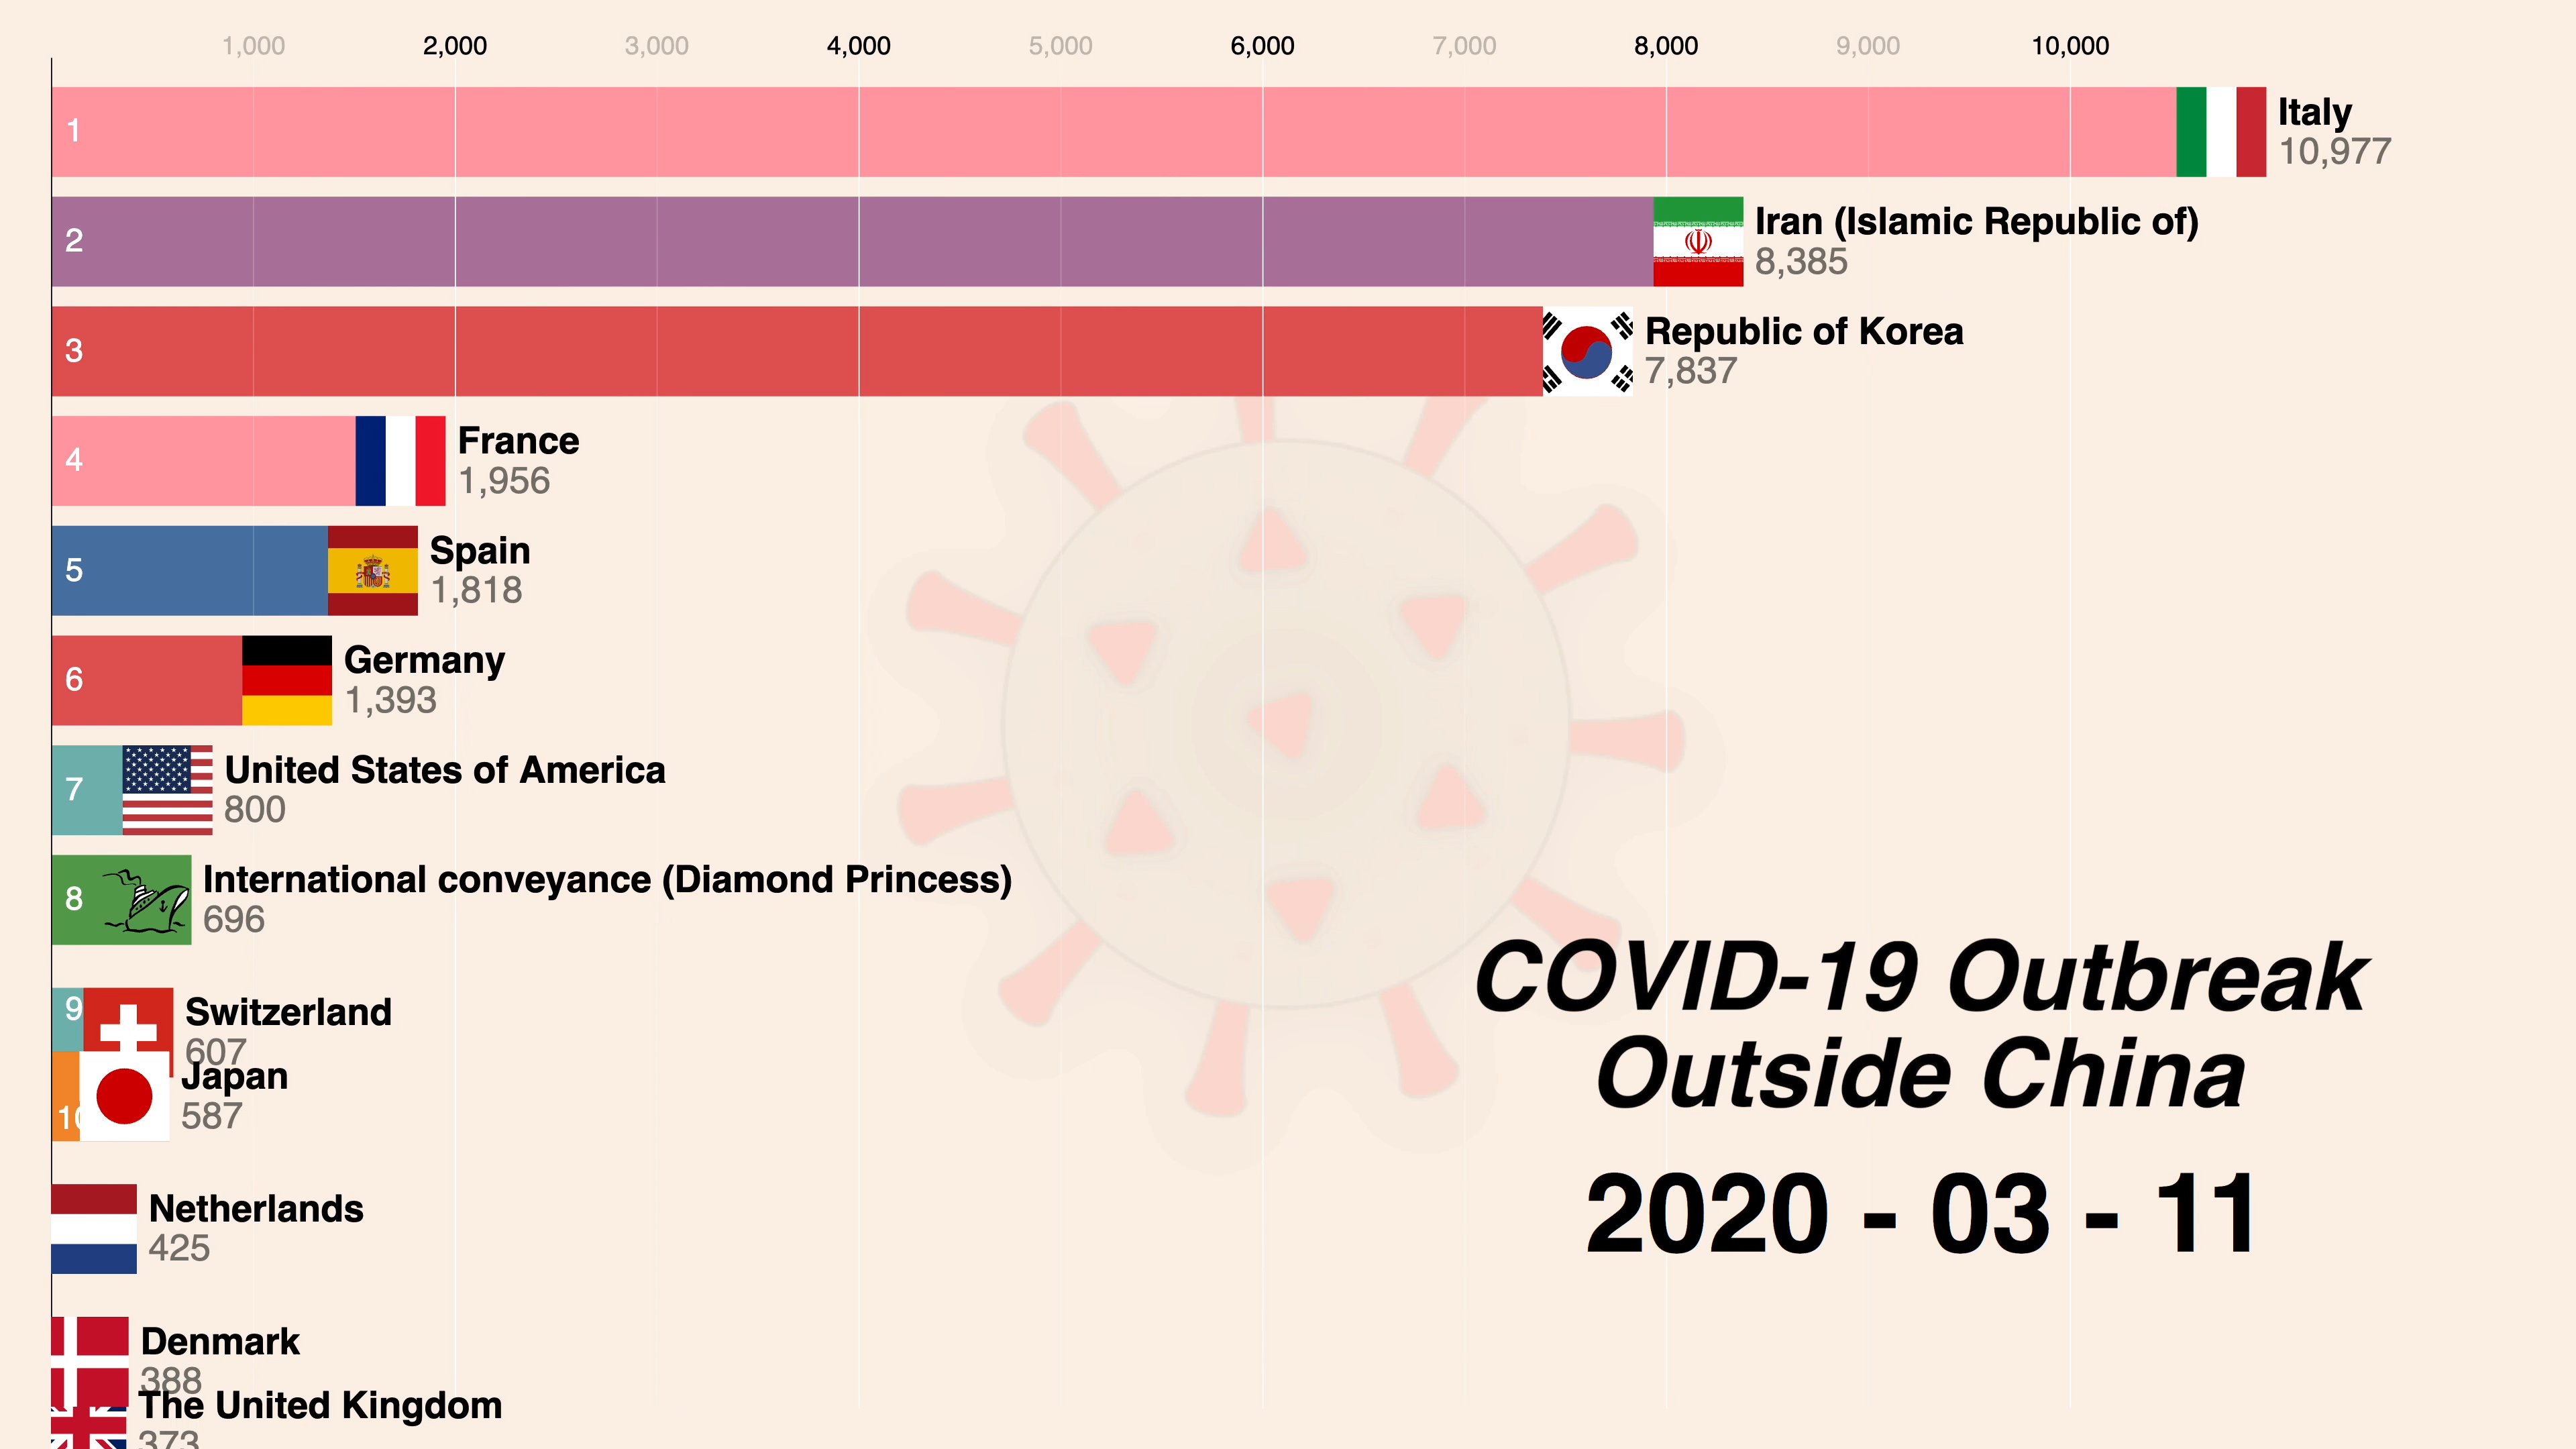 1,000 2,000 3,000 4,000 5,000 6,000 7,000 8,000 9,000 10,000
1
Italy
10,977
2
Iran (Islamic Republic of)
8,385
3
Republic of Korea
7,837
4
France
1,956
5
Spain
1,818
6
Germany
1,393
7
United States of America
800
8
International conveyance (Diamond Princess)
696
9
Switzerland
607
10
Japan
587
Netherlands
425
Denmark
388
The United Kingdom
373
COVID-19 Outbreak
Outside China
2020 - 03 - 11